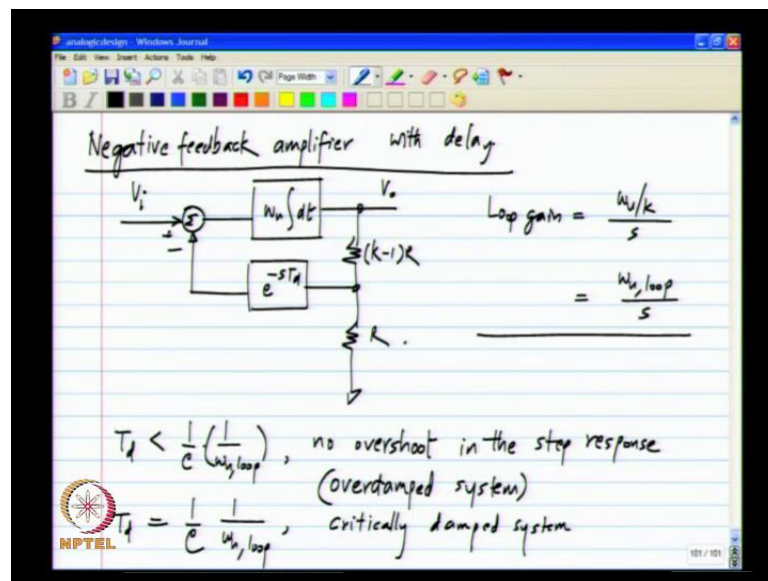 analogicdesign - Windows Journal
File Edit View Insert Actions Tools Help
Page Width
B I
Negative feedback amplifier with delay
Vi
+
Σ
−
ωu∫dt
Vo
(k-1)R
e^-sTd
R.
Loop gain = (ωu/k)/s
= ωu,loop/s
Td < 1/e (1/ωu,loop), no overshoot in the step response
(overdamped system)
Td = 1/e 1/ωu,loop, critically damped system
NPTEL
101 / 101